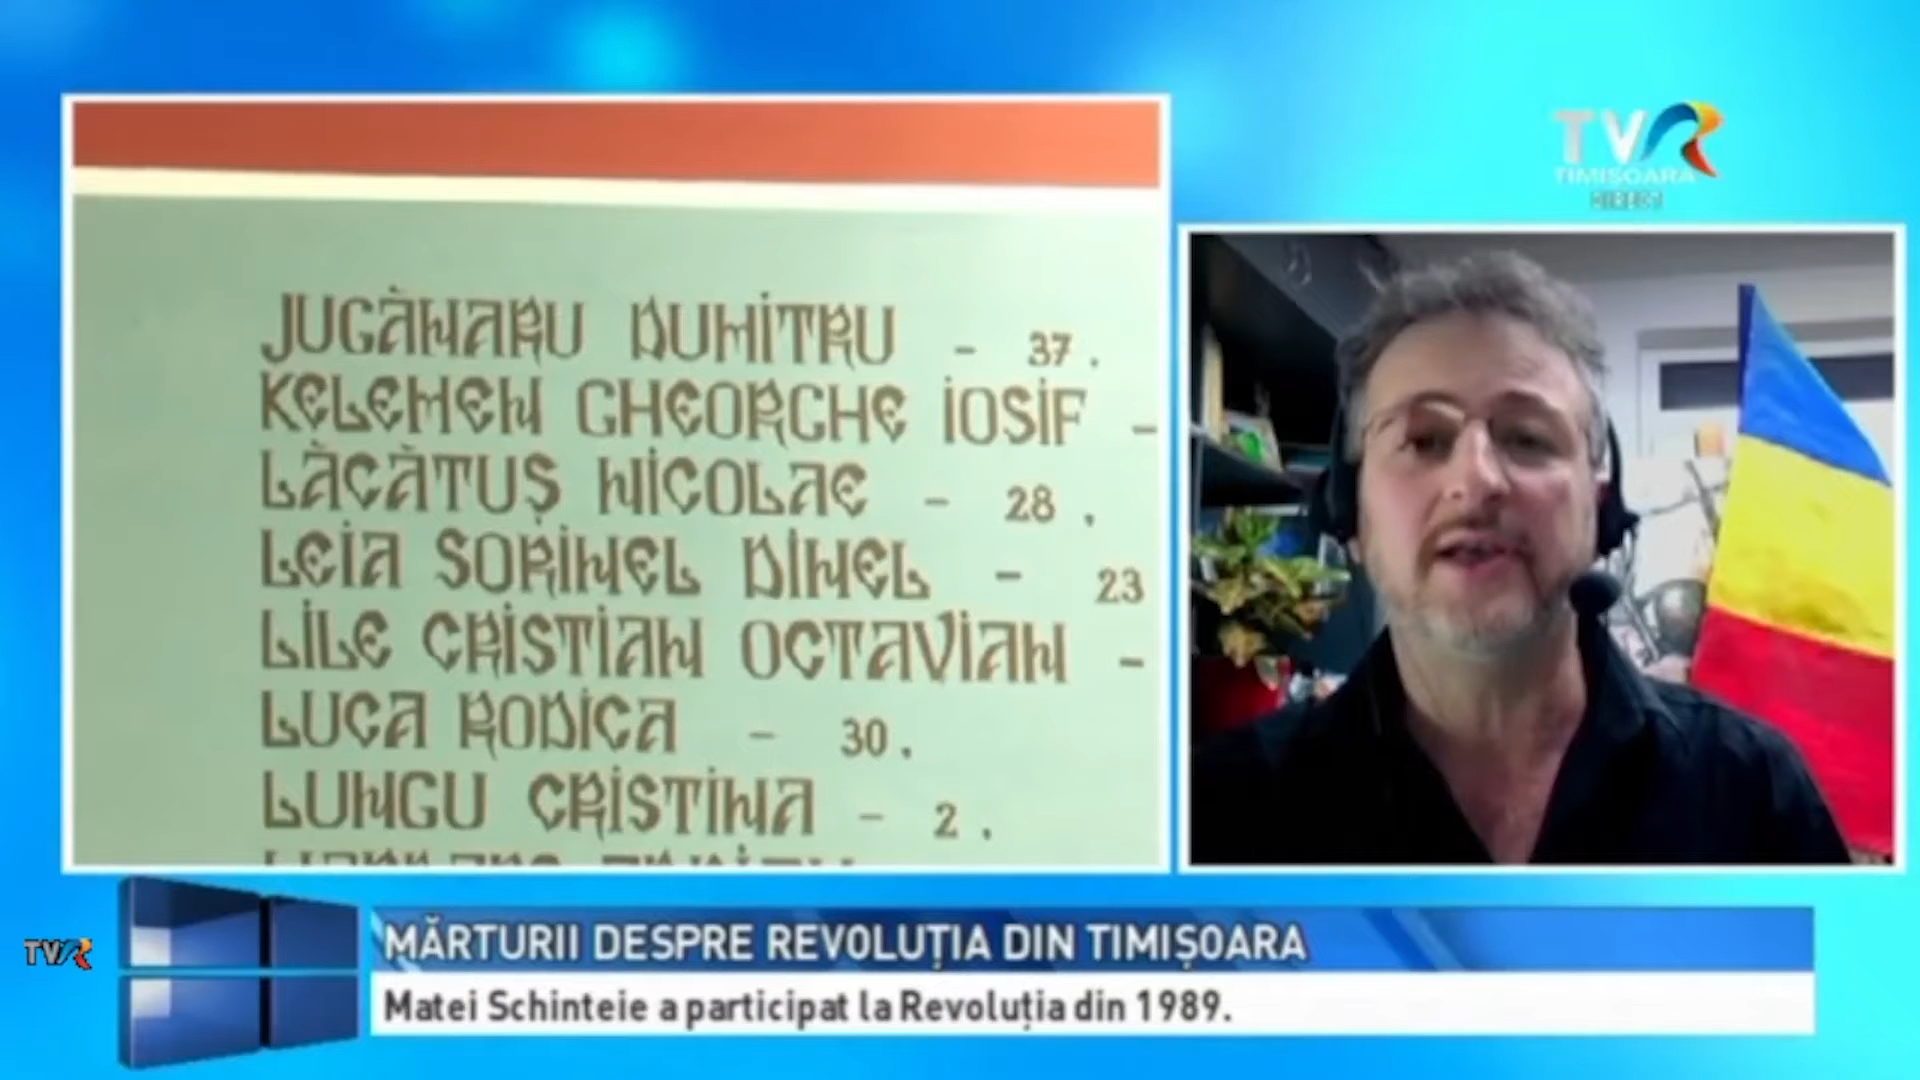 TVR
TIMIȘOARA
DIRECT
JUGĂNARU DUMITRU - 37.
KELEMEN GHEORGHE IOSIF -
LĂCĂTUȘ NICOLAE - 28.
LEIA SORINEL DINEL - 23
LILE CRISTIAN OCTAVIAN -
LUCA RODICA - 30.
LUNGU CRISTINA - 2.
TVR
MĂRTURII DESPRE REVOLUȚIA DIN TIMIȘOARA
Matei Schinteie a participat la Revoluția din 1989.